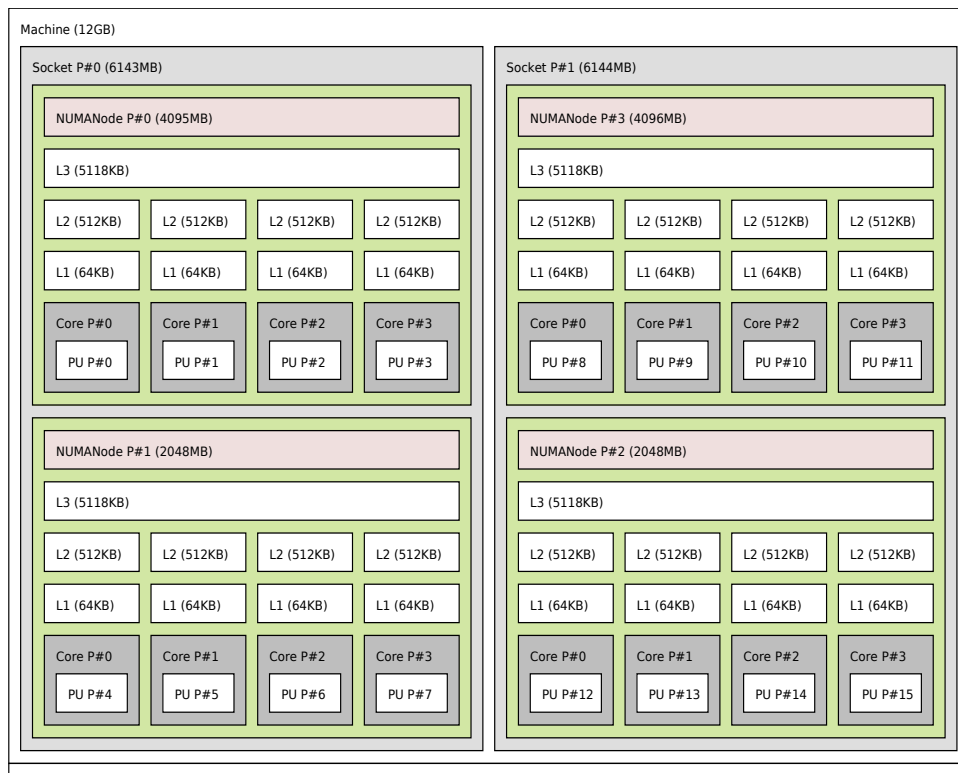 Machine (12GB)
Socket P#0 (6143MB)
NUMANode P#0 (4095MB)
L3 (5118KB)
L2 (512KB) L2 (512KB) L2 (512KB) L2 (512KB)
L1 (64KB) L1 (64KB) L1 (64KB) L1 (64KB)
Core P#0 Core P#1 Core P#2 Core P#3
PU P#0 PU P#1 PU P#2 PU P#3
NUMANode P#1 (2048MB)
L3 (5118KB)
L2 (512KB) L2 (512KB) L2 (512KB) L2 (512KB)
L1 (64KB) L1 (64KB) L1 (64KB) L1 (64KB)
Core P#0 Core P#1 Core P#2 Core P#3
PU P#4 PU P#5 PU P#6 PU P#7
Socket P#1 (6144MB)
NUMANode P#3 (4096MB)
L3 (5118KB)
L2 (512KB) L2 (512KB) L2 (512KB) L2 (512KB)
L1 (64KB) L1 (64KB) L1 (64KB) L1 (64KB)
Core P#0 Core P#1 Core P#2 Core P#3
PU P#8 PU P#9 PU P#10 PU P#11
NUMANode P#2 (2048MB)
L3 (5118KB)
L2 (512KB) L2 (512KB) L2 (512KB) L2 (512KB)
L1 (64KB) L1 (64KB) L1 (64KB) L1 (64KB)
Core P#0 Core P#1 Core P#2 Core P#3
PU P#12 PU P#13 PU P#14 PU P#15